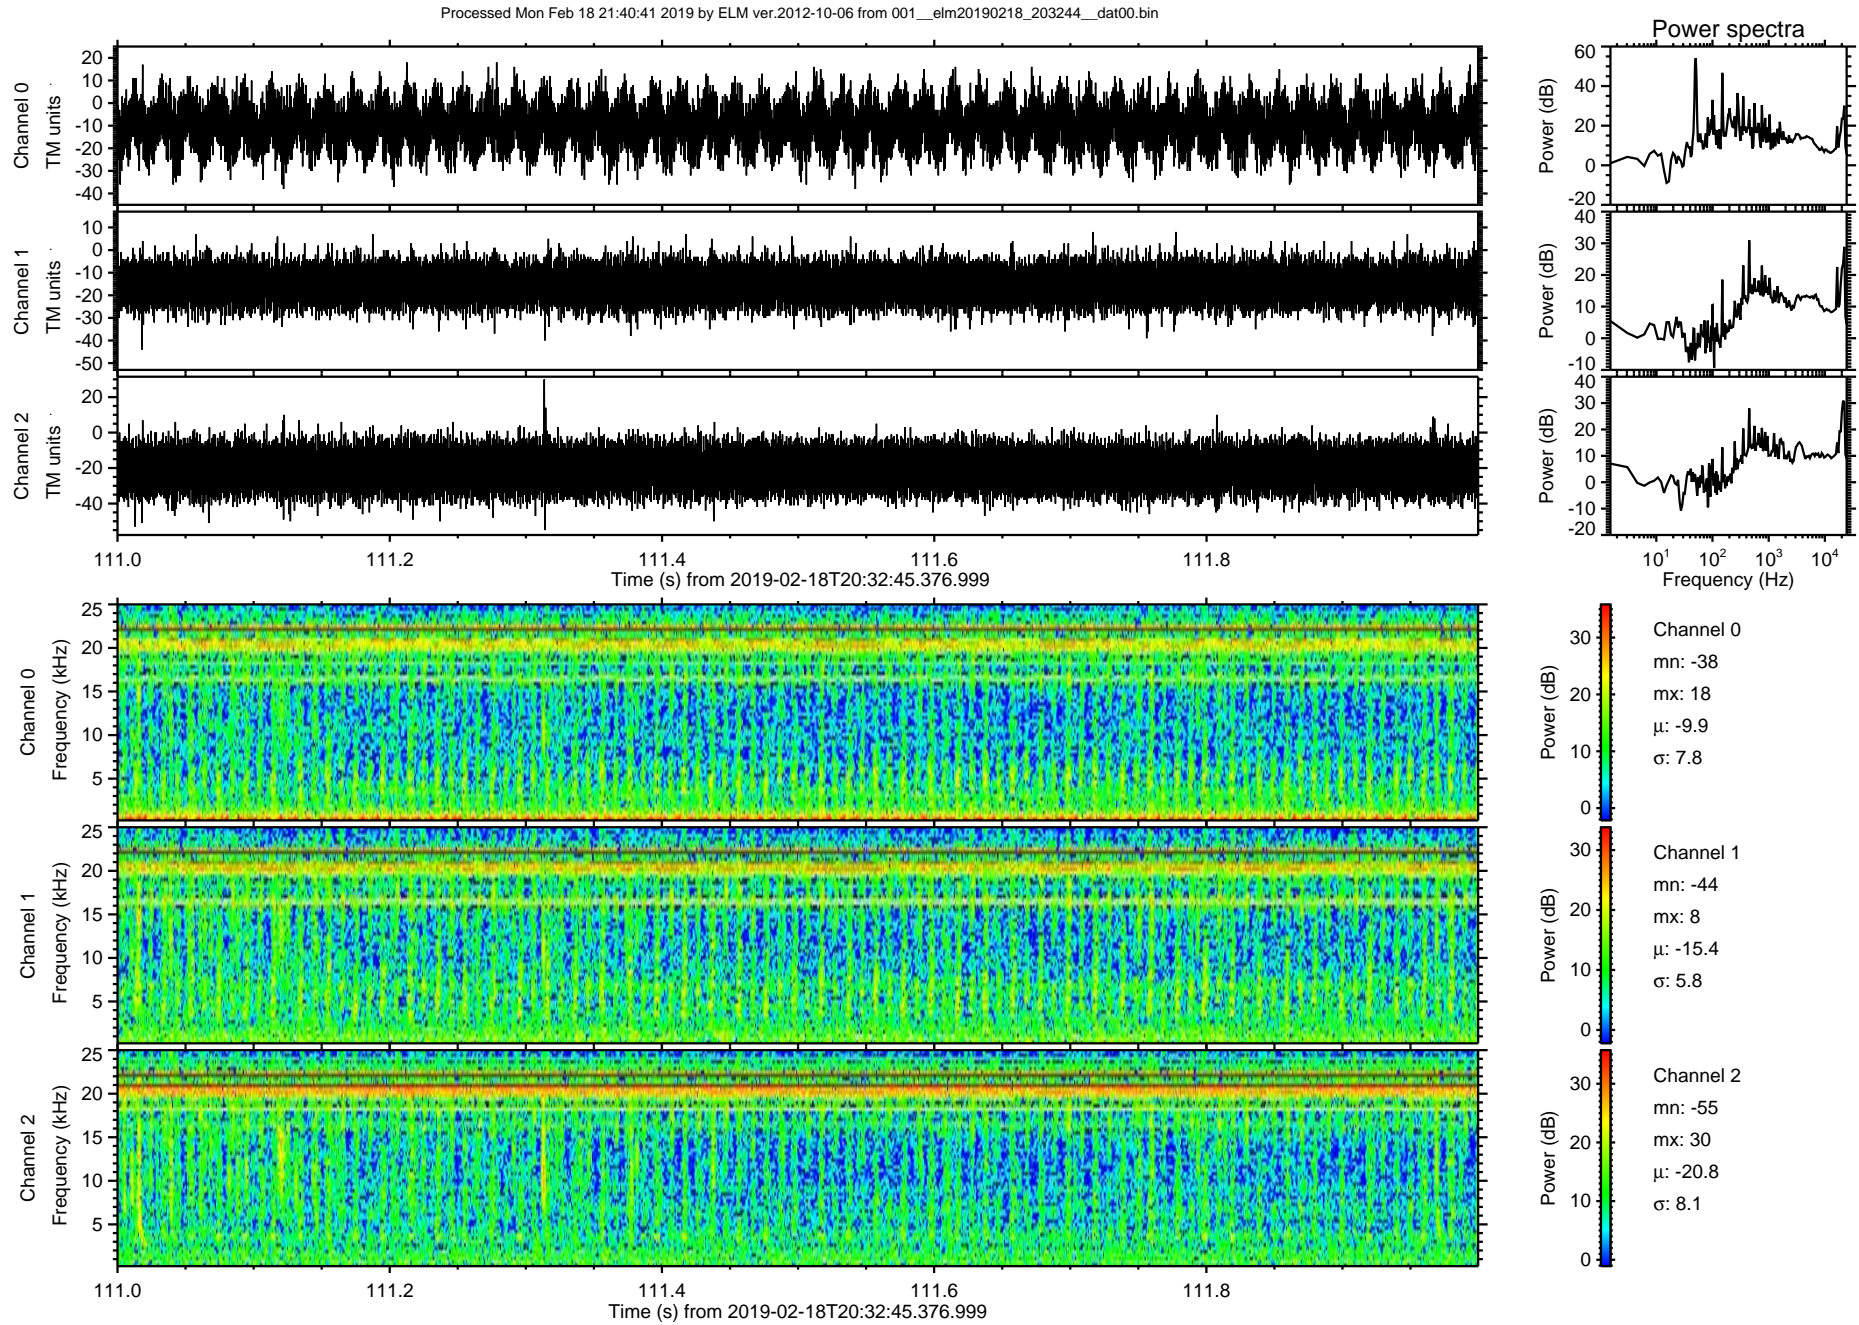 Processed Mon Feb 18 21:40:41 2019 by ELM ver.2012-10-06 from 001__elm20190218_203244__dat00.bin
Power spectra
Channel 0
TM units
20
10
0
-10
-20
-30
-40
Power (dB)
60
40
20
0
-20
Channel 1
TM units
10
0
-10
-20
-30
-40
-50
Power (dB)
40
30
20
10
0
-10
Channel 2
TM units
20
0
-20
-40
Power (dB)
40
30
20
10
0
-10
-20
111.0 111.2 111.4 111.6 111.8
Time (s) from 2019-02-18T20:32:45.376.999
10¹ 10² 10³ 10⁴
Frequency (Hz)
Channel 0
Frequency (kHz)
25
20
15
10
5
Power (dB)
30
20
10
0
Channel 0
mn: -38
mx: 18
μ: -9.9
σ: 7.8
Channel 1
Frequency (kHz)
25
20
15
10
5
Power (dB)
30
20
10
0
Channel 1
mn: -44
mx: 8
μ: -15.4
σ: 5.8
Channel 2
Frequency (kHz)
25
20
15
10
5
Power (dB)
30
20
10
0
Channel 2
mn: -55
mx: 30
μ: -20.8
σ: 8.1
111.0 111.2 111.4 111.6 111.8
Time (s) from 2019-02-18T20:32:45.376.999